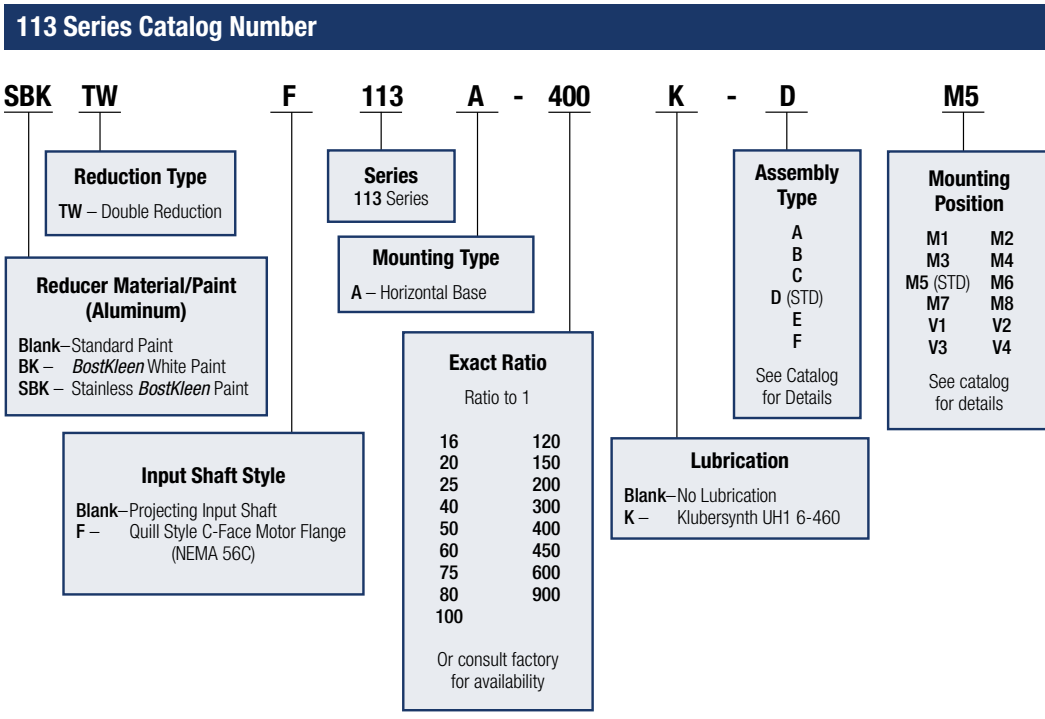 113 Series Catalog Number
SBK TW F 113 A - 400 K - D M5
Reduction Type
TW – Double Reduction
Reducer Material/Paint
(Aluminum)
Blank–Standard Paint
BK – BostKleen White Paint
SBK – Stainless BostKleen Paint
Input Shaft Style
Blank–Projecting Input Shaft
F – Quill Style C-Face Motor Flange
(NEMA 56C)
Series
113 Series
Mounting Type
A – Horizontal Base
Exact Ratio
Ratio to 1
16 120
20 150
25 200
40 300
50 400
60 450
75 600
80 900
100
Or consult factory
for availability
Lubrication
Blank–No Lubrication
K – Klubersynth UH1 6-460
Assembly
Type
A
B
C
D (STD)
E
F
See Catalog
for Details
Mounting
Position
M1 M2
M3 M4
M5 (STD) M6
M7 M8
V1 V2
V3 V4
See catalog
for details